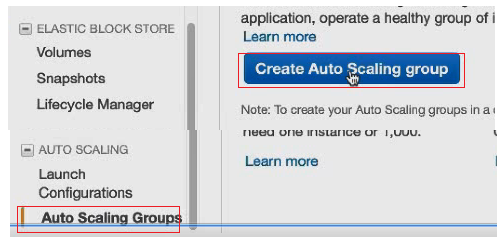 ELASTIC BLOCK STORE
Volumes
Snapshots
Lifecycle Manager
AUTO SCALING
Launch
Configurations
Auto Scaling Groups
application, operate a healthy group of i
Learn more
Create Auto Scaling group
Note: To create your Auto Scaling groups in a
need one instance or 1,000.
Learn more